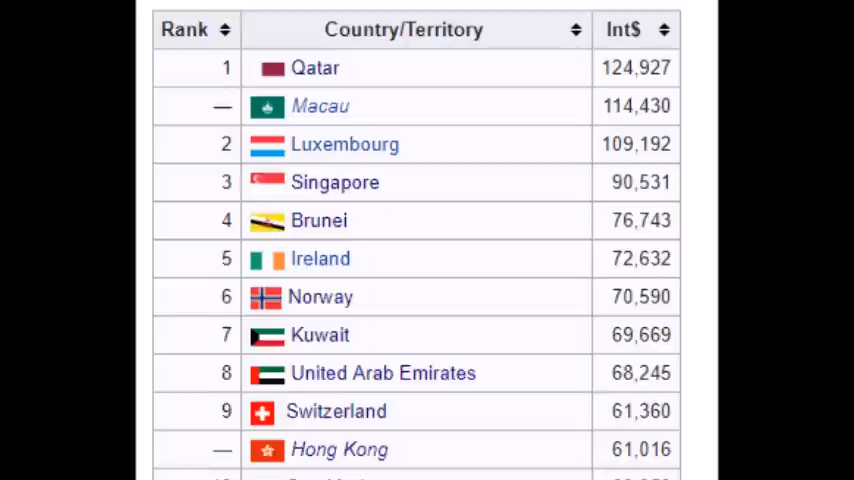 Rank Country/Territory Int$
1 Qatar 124,927
— Macau 114,430
2 Luxembourg 109,192
3 Singapore 90,531
4 Brunei 76,743
5 Ireland 72,632
6 Norway 70,590
7 Kuwait 69,669
8 United Arab Emirates 68,245
9 Switzerland 61,360
— Hong Kong 61,016